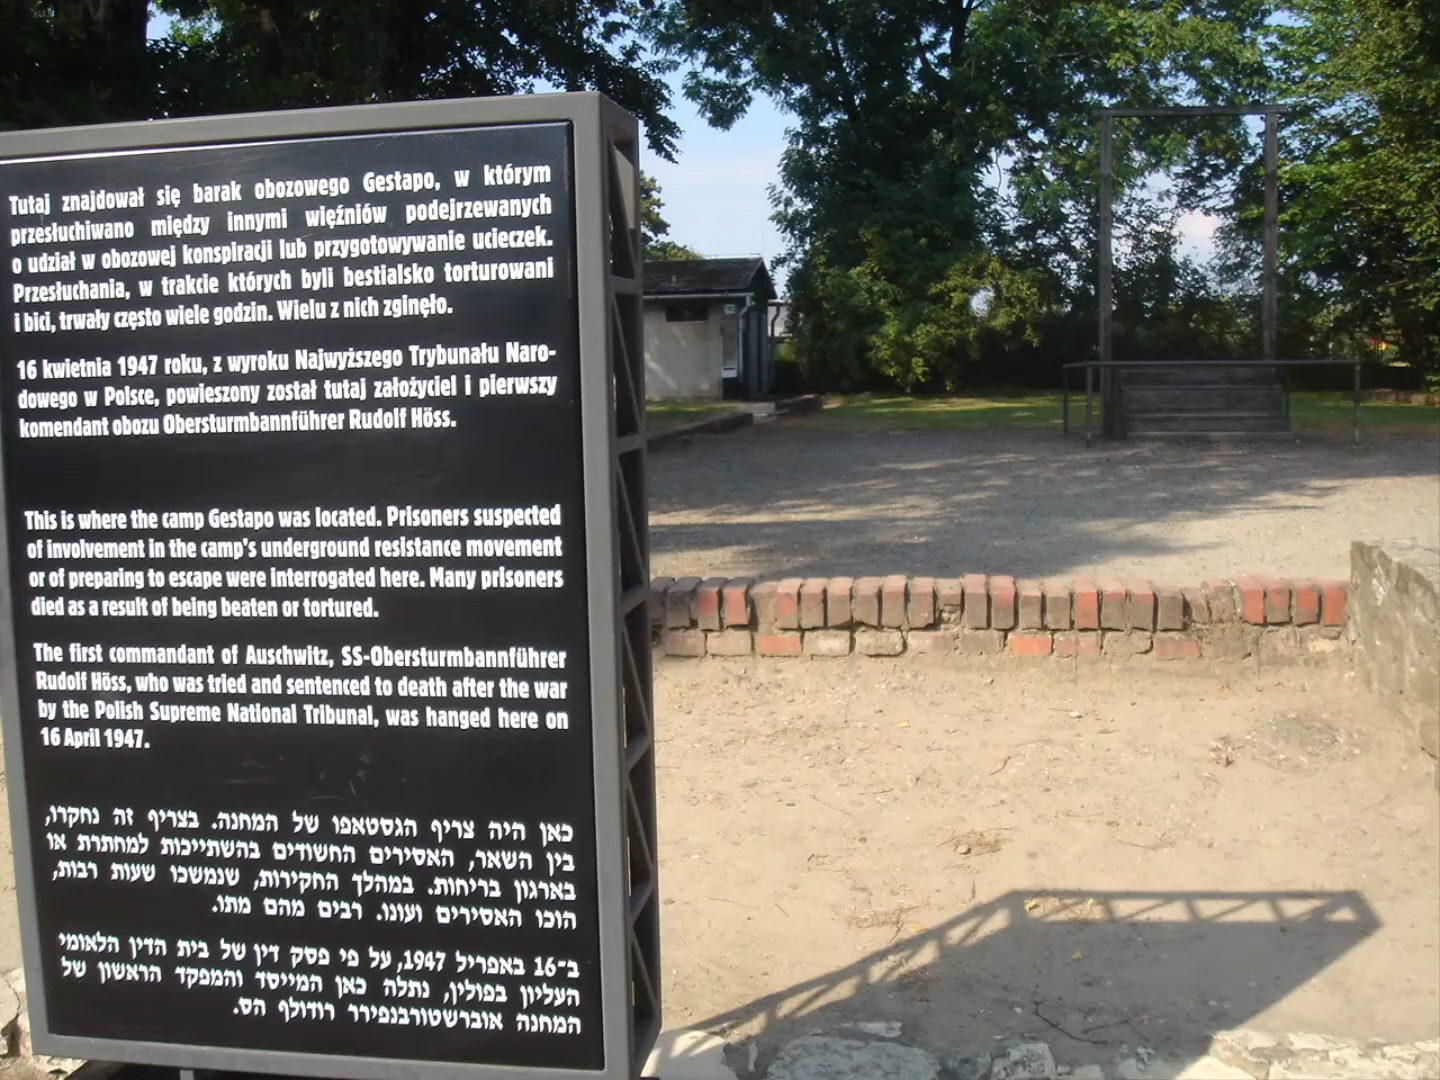 Tutaj znajdował się barak obozowego Gestapo, w którym
przesłuchiwano między innymi więźniów podejrzewanych
o udział w obozowej konspiracji lub przygotowywanie ucieczek.
Przesłuchania, w trakcie których byli bestialsko torturowani
i bici, trwały często wiele godzin. Wielu z nich zginęło.
16 kwietnia 1947 roku, z wyroku Najwyższego Trybunału Naro-
dowego w Polsce, powieszony został tutaj założyciel i pierwszy
komendant obozu Obersturmbannführer Rudolf Höss.
This is where the camp Gestapo was located. Prisoners suspected
of involvement in the camp's underground resistance movement
or of preparing to escape were interrogated here. Many prisoners
died as a result of being beaten or tortured.
The first commandant of Auschwitz, SS-Obersturmbannführer
Rudolf Höss, who was tried and sentenced to death after the war
by the Polish Supreme National Tribunal, was hanged here on
16 April 1947.
כאן היה צריף הגסטאפו של המחנה. בצריף זה נחקרו,
בין השאר, האסירים החשודים בהשתייכות למחתרת או
בארגון בריחות. במהלך החקירות, שנמשכו שעות רבות,
הוכו האסירים ועונו. רבים מהם מתו.
ב־16 באפריל 1947, על פי פסק דין של בית הדין הלאומי
העליון בפולין, נתלה כאן המייסד והמפקד הראשון של
המחנה אוברשטורבנפירר רודולף הס.